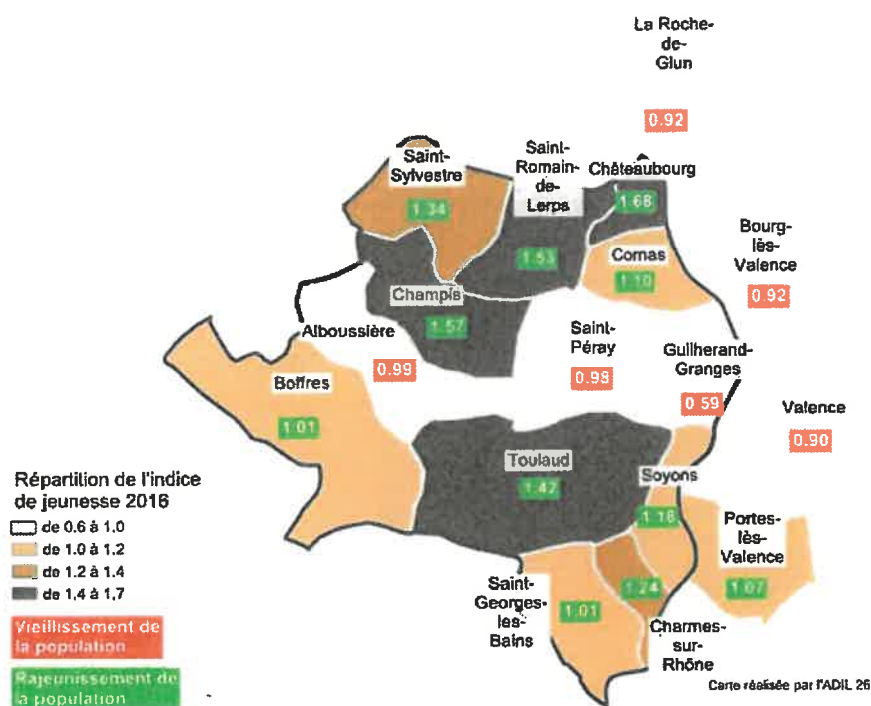 La Roche-
de-
Glun
0.92
Saint-
Sylvestre
1.34
Saint-
Romain-
de-
Lerps
1.53
Châteaubourg
1.68
Cornas
1.10
Bourg-
lès-
Valence
0.92
Champis
1.57
Alboussière
0.99
Saint-
Péray
0.98
Guilherand-
Granges
0.59
Valence
0.90
Boffres
1.01
Toulaud
1.47
Soyons
1.18
Portes-
lès-
Valence
1.07
Saint-
Georges-
les-
Bains
1.01
1.24
Charmes-
sur-
Rhône
Répartition de l'indice
de jeunesse 2016
de 0.6 à 1.0
de 1.0 à 1.2
de 1.2 à 1.4
de 1,4 à 1,7
Vieillissement de
la population
Rajeunissement de
la population
Carte réalisée par l'ADIL 26